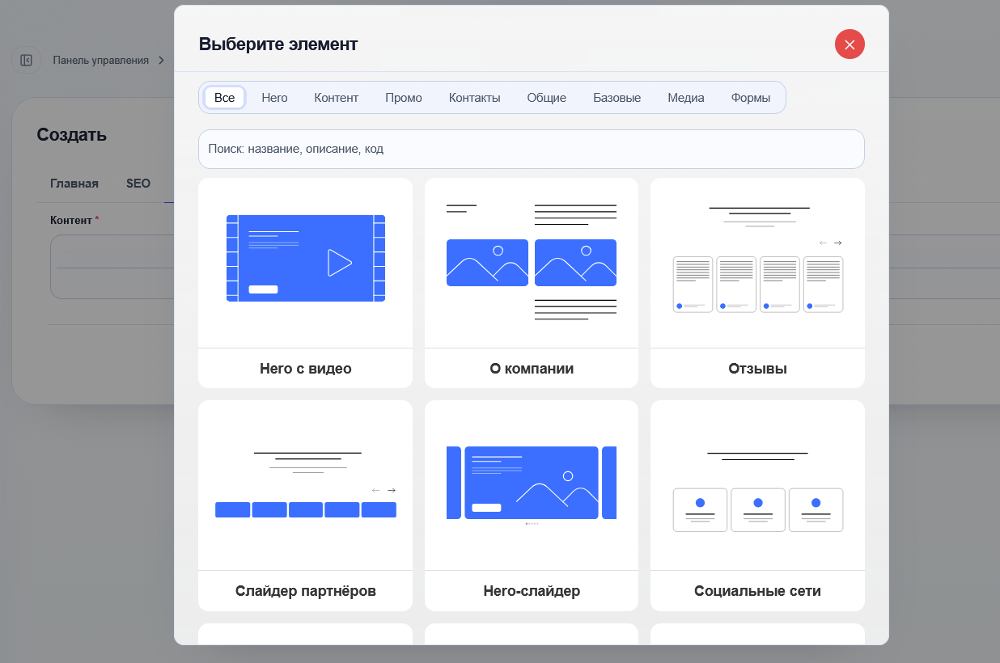 Выберите элемент
Панель управления
Все Hero Контент Промо Контакты Общие Базовые Медиа Формы
Создать
Поиск: название, описание, код
Главная SEO
Контент *
Hero с видео О компании Отзывы
Слайдер партнёров Hero-слайдер Социальные сети